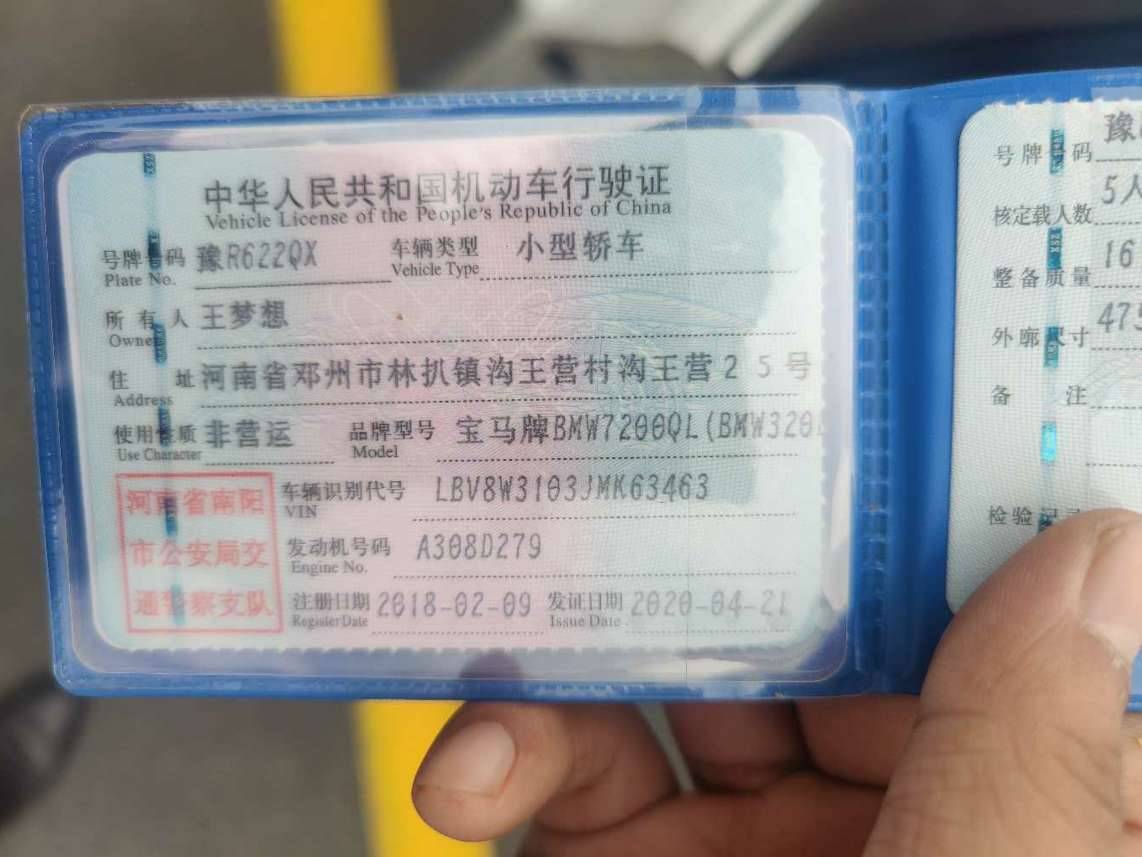 中华人民共和国机动车行驶证
Vehicle License of the People's Republic of China
号牌号码 豫R622QX 车辆类型 小型轿车
Plate No. Vehicle Type
所有人 王梦想
Owner
住址 河南省邓州市林扒镇沟王营村沟王营25号
Address
使用性质 非营运 品牌型号 宝马牌BMW7200QL(BMW320
Use Character Model
河南省南阳
市公安局交
通警察支队
车辆识别代号 LBV8W3103JMK63463
VIN
发动机号码 A308D279
Engine No.
注册日期 2018-02-09 发证日期 2020-04-21
Register Date Issue Date
号牌号码 豫
核定载人数 5人
整备质量 16
外廓尺寸 475
备注
检验记录